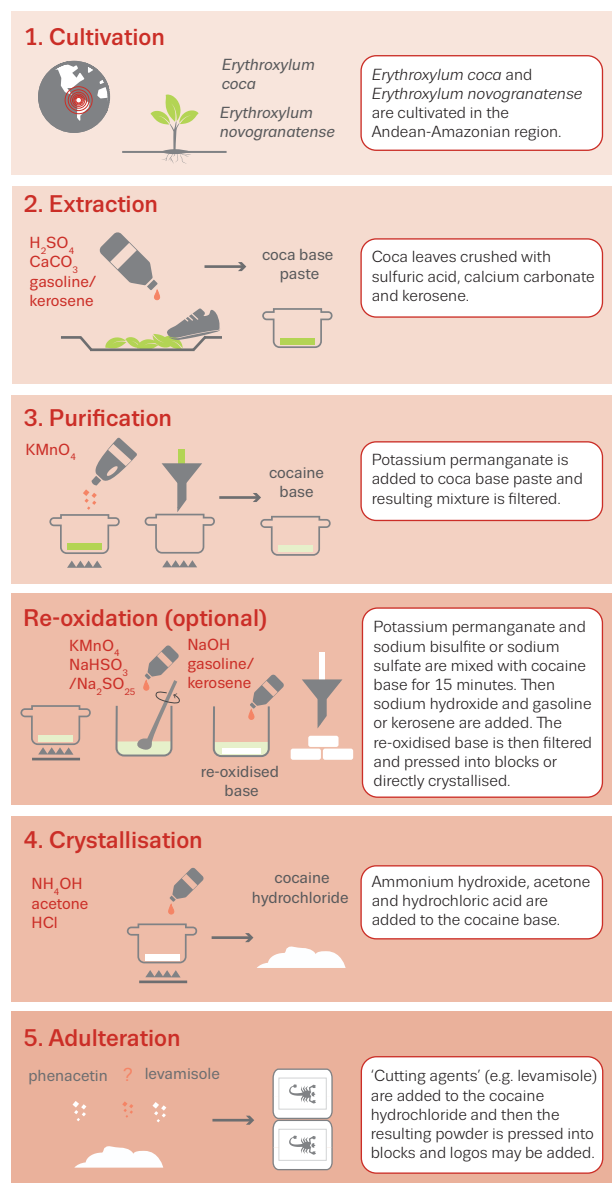 1. Cultivation
Erythroxylum
coca
Erythroxylum
novogranatense
Erythroxylum coca and
Erythroxylum novogranatense
are cultivated in the
Andean-Amazonian region.
2. Extraction
H₂SO₄
CaCO₃
gasoline/
kerosene
coca base
paste
Coca leaves crushed with
sulfuric acid, calcium carbonate
and kerosene.
3. Purification
KMnO₄
cocaine
base
Potassium permanganate is
added to coca base paste and
resulting mixture is filtered.
Re-oxidation (optional)
KMnO₄
NaHSO₃
/Na₂SO₂₅
NaOH
gasoline/
kerosene
re-oxidised
base
Potassium permanganate and
sodium bisulfite or sodium
sulfate are mixed with cocaine
base for 15 minutes. Then
sodium hydroxide and gasoline
or kerosene are added. The
re-oxidised base is then filtered
and pressed into blocks or
directly crystallised.
4. Crystallisation
NH₄OH
acetone
HCl
cocaine
hydrochloride
Ammonium hydroxide, acetone
and hydrochloric acid are
added to the cocaine base.
5. Adulteration
phenacetin ? levamisole
‘Cutting agents’ (e.g. levamisole)
are added to the cocaine
hydrochloride and then the
resulting powder is pressed into
blocks and logos may be added.